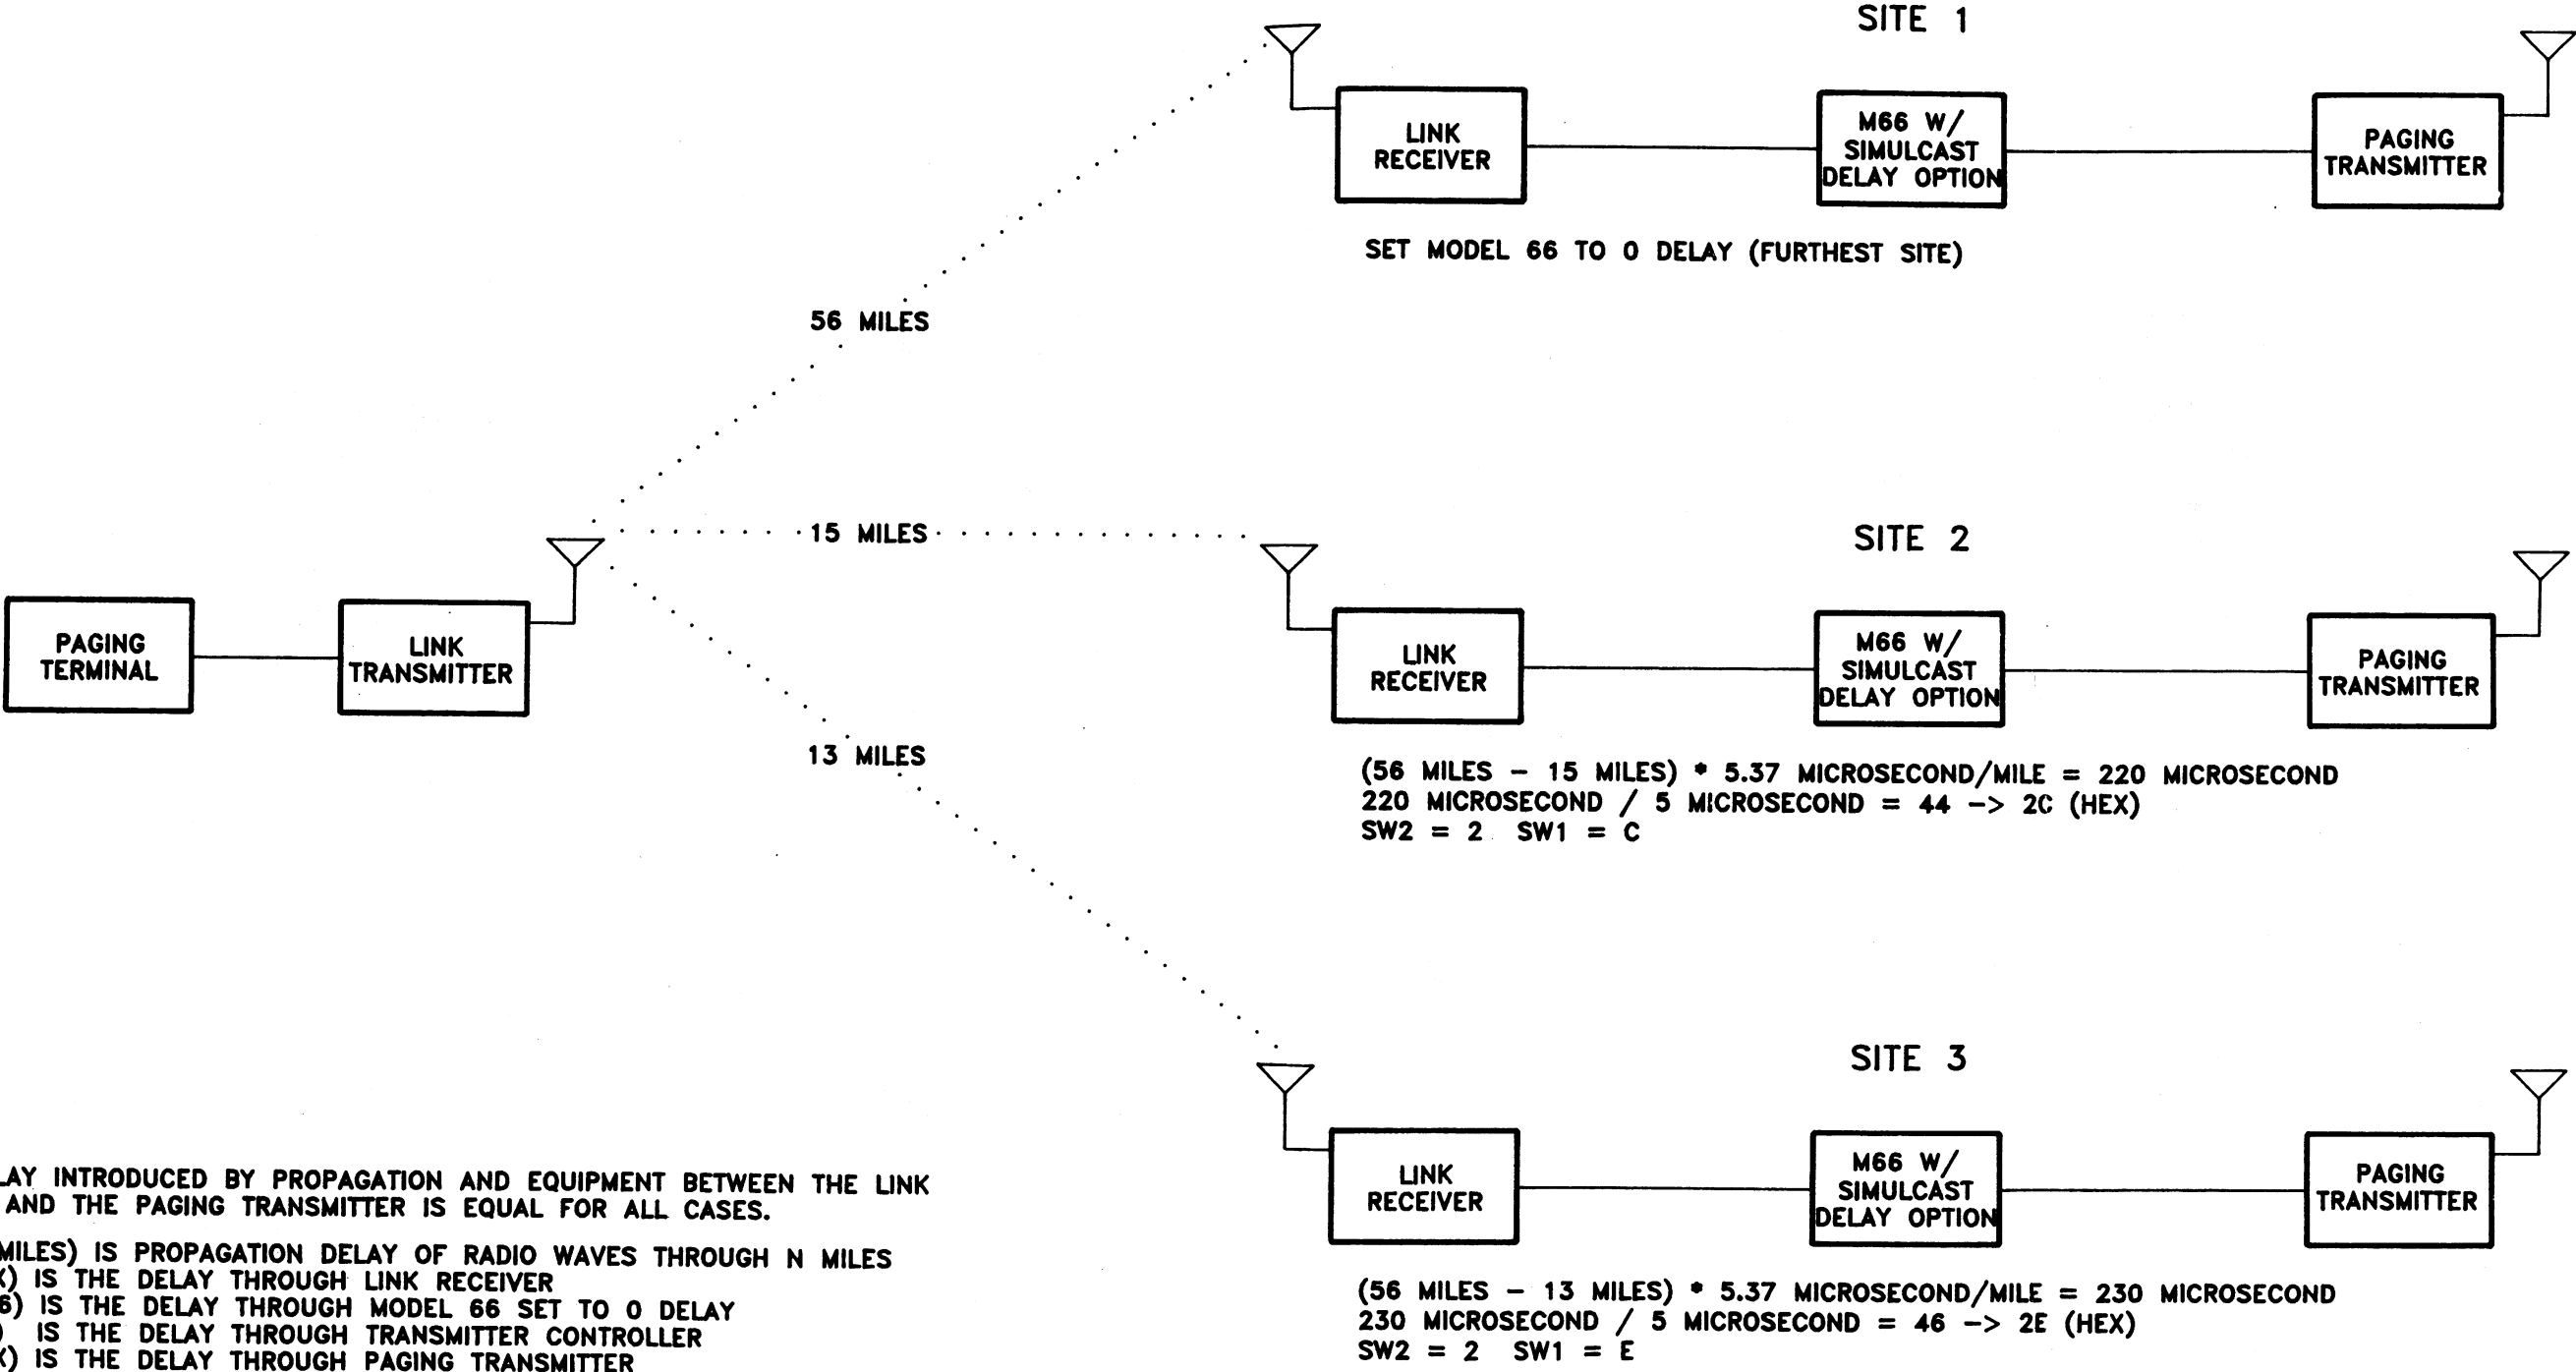 SITE 1
LINK
RECEIVER
M66 W/
SIMULCAST
DELAY OPTION
PAGING
TRANSMITTER
SET MODEL 66 TO 0 DELAY (FURTHEST SITE)
56 MILES
15 MILES
SITE 2
PAGING
TERMINAL
LINK
TRANSMITTER
LINK
RECEIVER
M66 W/
SIMULCAST
DELAY OPTION
PAGING
TRANSMITTER
13 MILES
(56 MILES - 15 MILES) * 5.37 MICROSECOND/MILE = 220 MICROSECOND
220 MICROSECOND / 5 MICROSECOND = 44 -> 2C (HEX)
SW2 = 2 SW1 = C
SITE 3
LINK
RECEIVER
M66 W/
SIMULCAST
DELAY OPTION
PAGING
TRANSMITTER
INTRODUCED BY PROPAGATION AND EQUIPMENT BETWEEN THE LINK
AND THE PAGING TRANSMITTER IS EQUAL FOR ALL CASES.
MILES) IS PROPAGATION DELAY OF RADIO WAVES THROUGH N MILES
IS THE DELAY THROUGH LINK RECEIVER
IS THE DELAY THROUGH MODEL 66 SET TO 0 DELAY
IS THE DELAY THROUGH TRANSMITTER CONTROLLER
IS THE DELAY THROUGH PAGING TRANSMITTER
(56 MILES - 13 MILES) * 5.37 MICROSECOND/MILE = 230 MICROSECOND
230 MICROSECOND / 5 MICROSECOND = 46 -> 2E (HEX)
SW2 = 2 SW1 = E